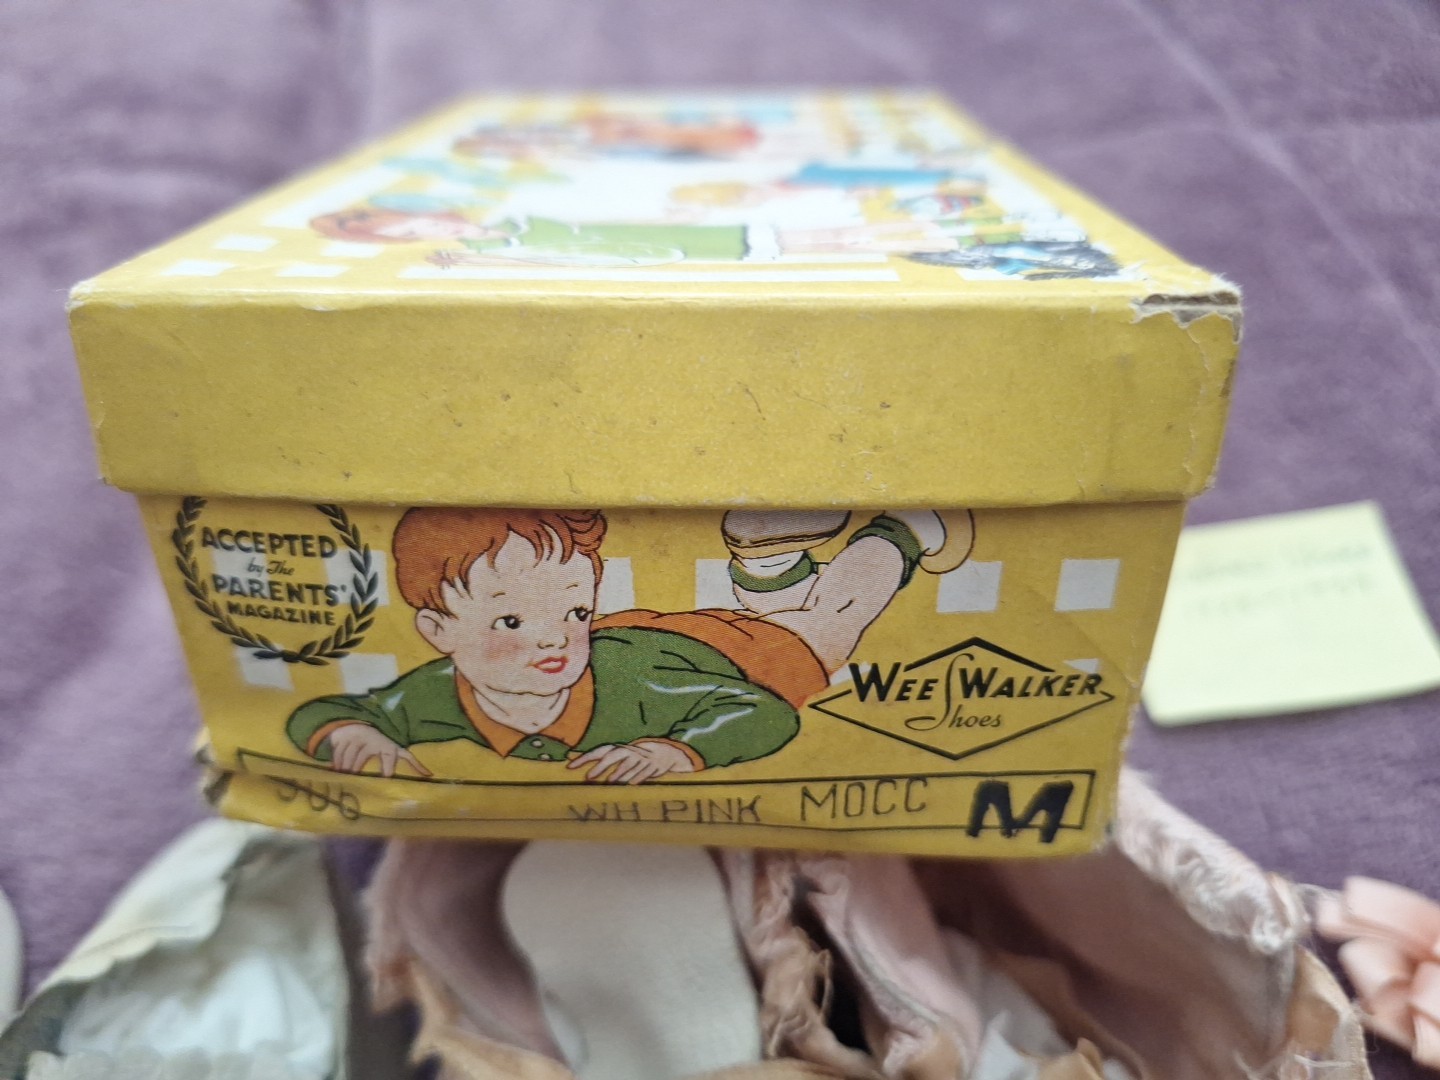 ACCEPTED
by The
PARENTS'
MAGAZINE
WEE WALKER
Shoes
WH PINK MOCC M